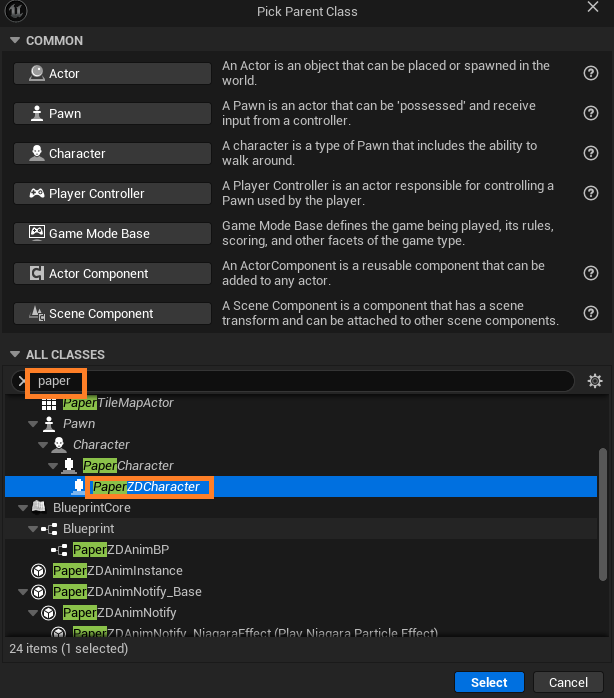 Pick Parent Class
COMMON
Actor
An Actor is an object that can be placed or spawned in the
world.
Pawn
A Pawn is an actor that can be 'possessed' and receive
input from a controller.
Character
A character is a type of Pawn that includes the ability to
walk around.
Player Controller
A Player Controller is an actor responsible for controlling a
Pawn used by the player.
Game Mode Base
Game Mode Base defines the game being played, its rules,
scoring, and other facets of the game type.
Actor Component
An ActorComponent is a reusable component that can be
added to any actor.
Scene Component
A Scene Component is a component that has a scene
transform and can be attached to other scene components.
ALL CLASSES
paper
PaperTileMapActor
Pawn
Character
PaperCharacter
PaperZDCharacter
BlueprintCore
Blueprint
PaperZDAnimBP
PaperZDAnimInstance
PaperZDAnimNotify_Base
PaperZDAnimNotify
PaperZDAnimNotify_NiagaraEffect (Play Niagara Particle Effect)
24 items (1 selected)
Select
Cancel